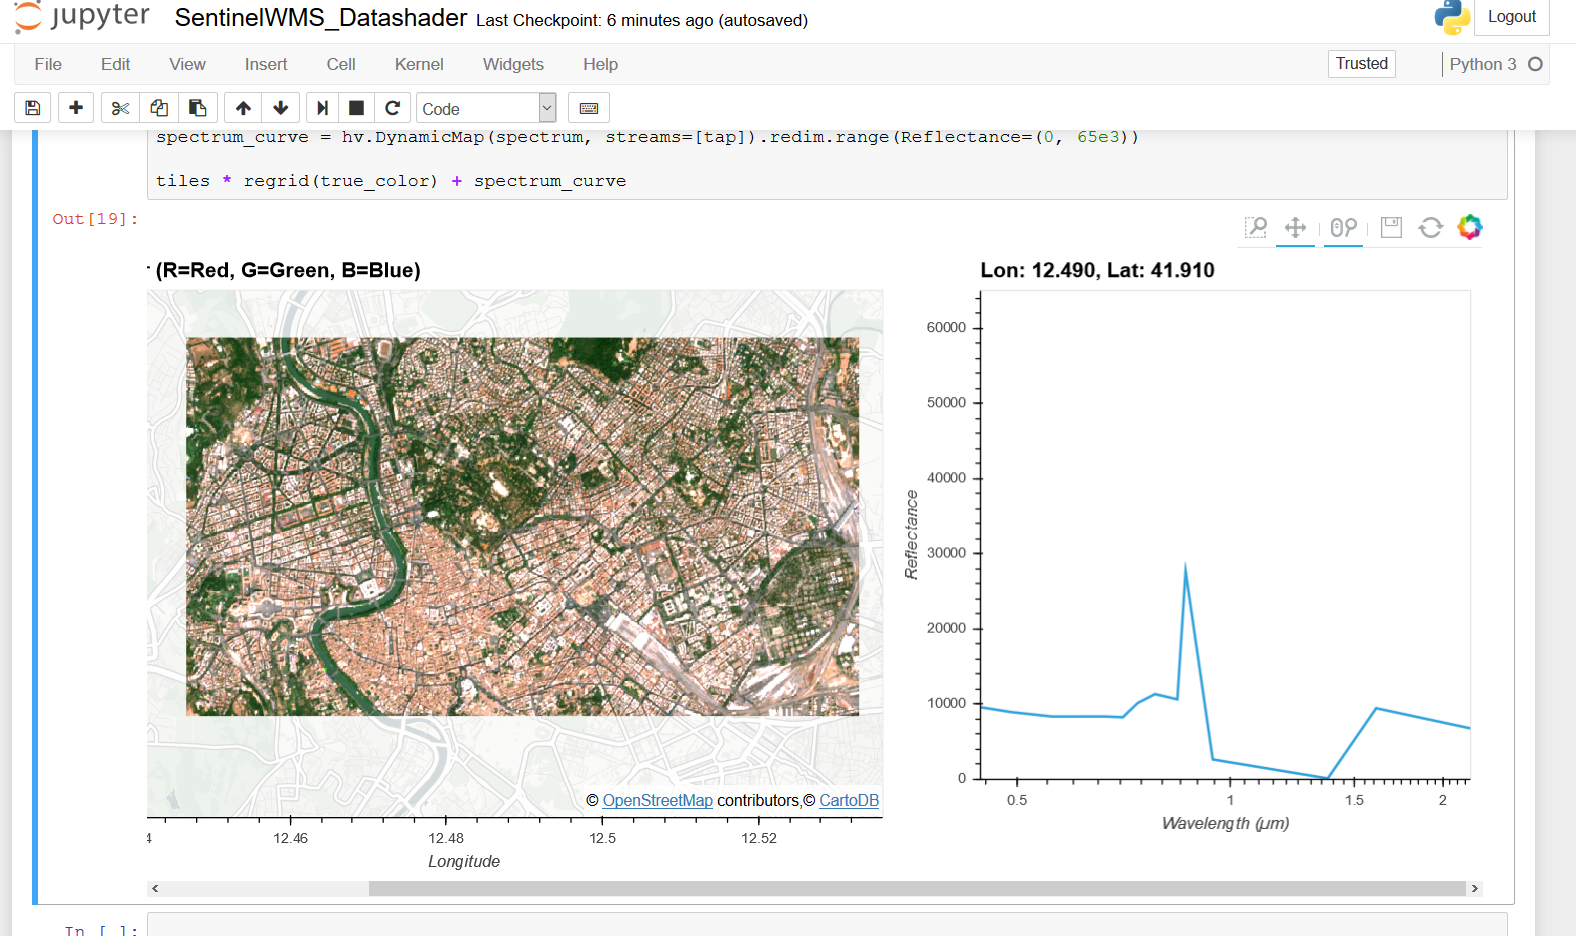 jupyter SentinelWMS_Datashader Last Checkpoint: 6 minutes ago (autosaved) Logout
File Edit View Insert Cell Kernel Widgets Help Trusted Python 3
Code
spectrum_curve = hv.DynamicMap(spectrum, streams=[tap]).redim.range(Reflectance=(0, 65e3))
tiles * regrid(true_color) + spectrum_curve
Out[19]:
r (R=Red, G=Green, B=Blue)
Lon: 12.490, Lat: 41.910
60000
50000
40000
30000
20000
10000
0
Reflectance
0.5 1 1.5 2
Wavelength (µm)
© OpenStreetMap contributors,© CartoDB
4 12.46 12.48 12.5 12.52
Longitude
In [ ]: